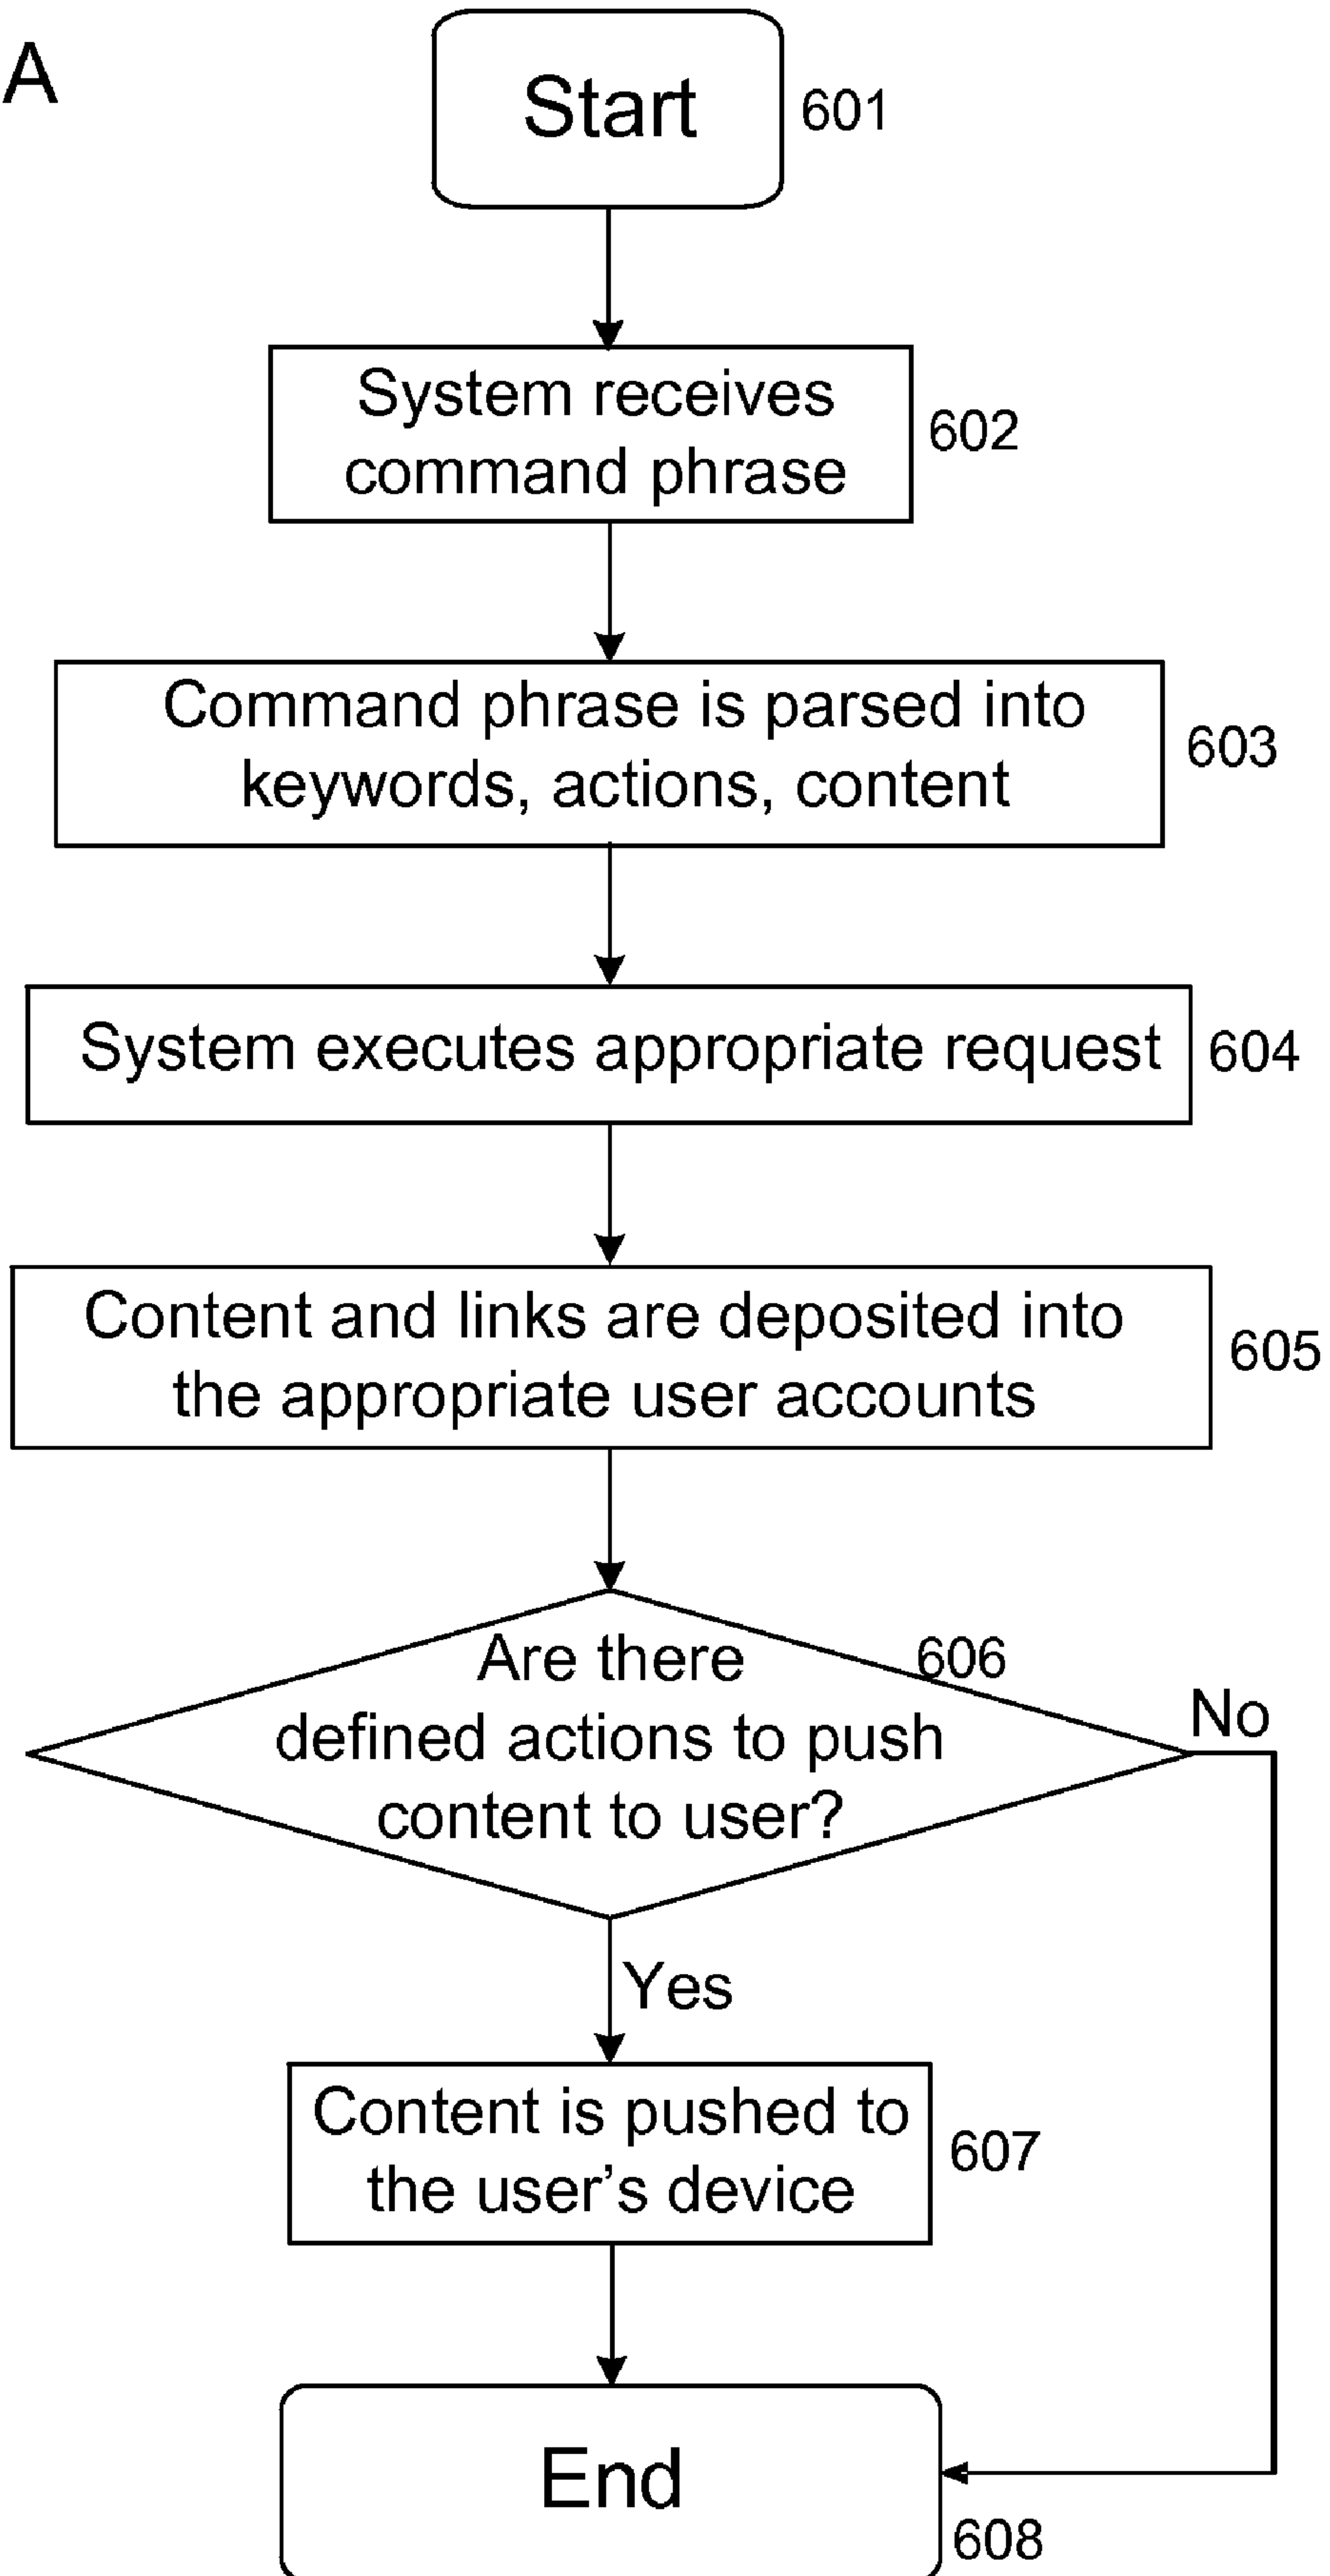 A
Start
601
System receives
command phrase
602
Command phrase is parsed into
keywords, actions, content
603
System executes appropriate request
604
Content and links are deposited into
the appropriate user accounts
605
Are there
defined actions to push
content to user?
606
No
Yes
Content is pushed to
the user’s device
607
End
608